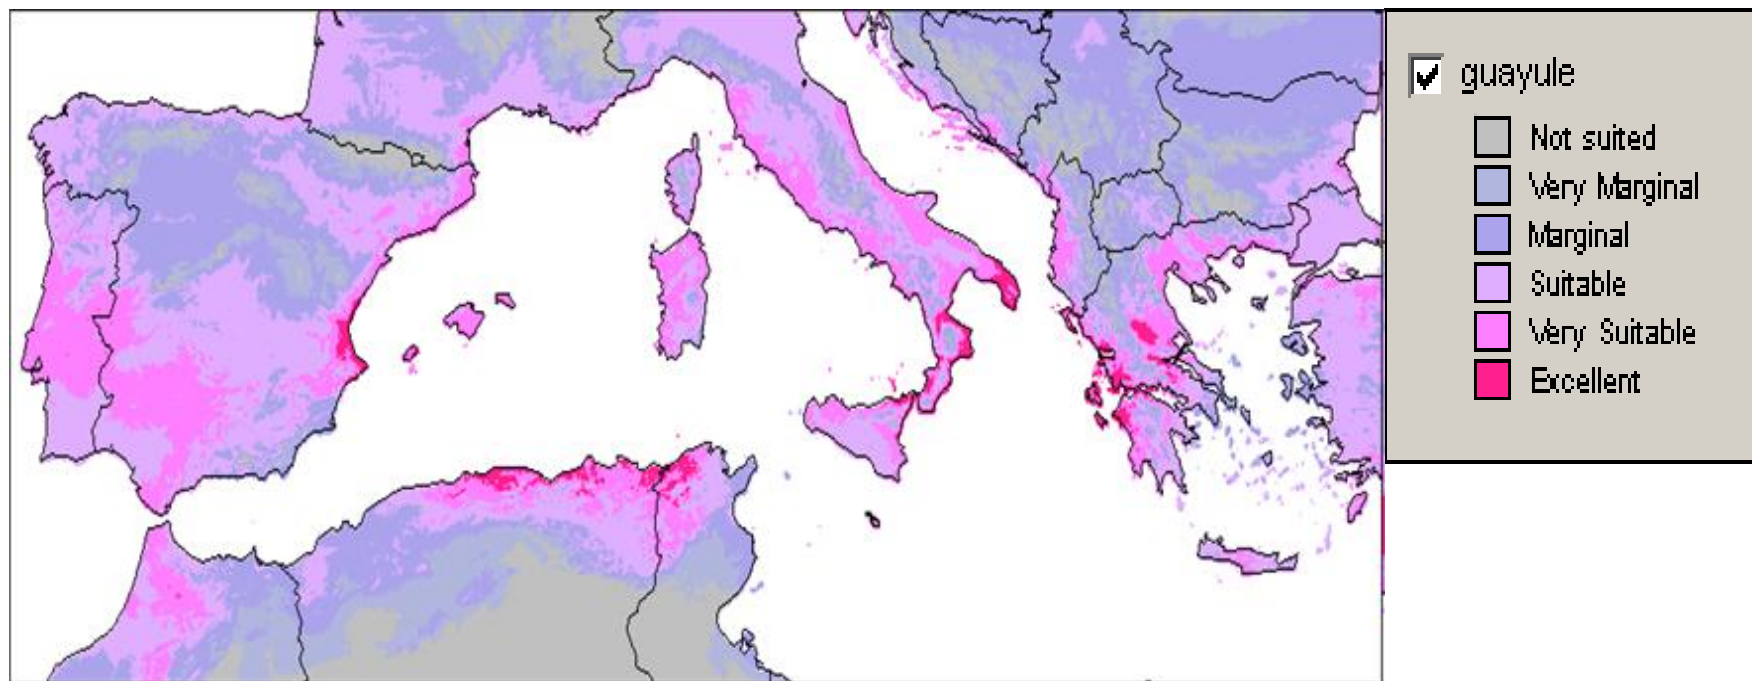 guayule
Not suited
Very Marginal
Marginal
Suitable
Very Suitable
Excellent